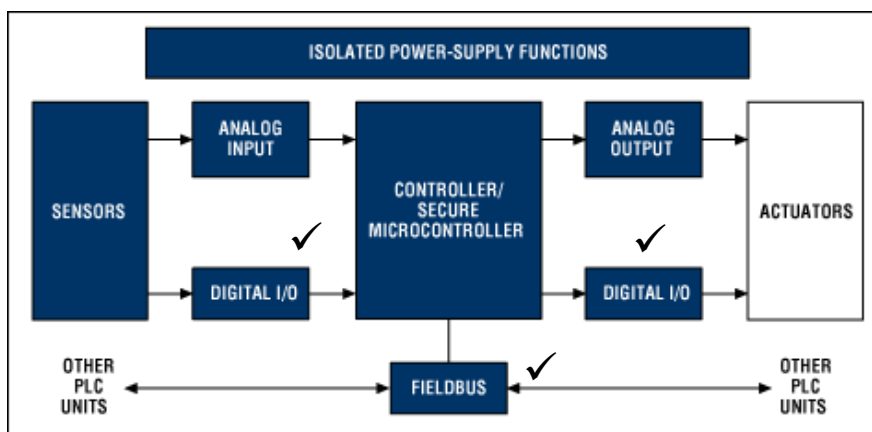 ISOLATED POWER-SUPPLY FUNCTIONS
SENSORS
ANALOG
INPUT
CONTROLLER/
SECURE
MICROCONTROLLER
ANALOG
OUTPUT
ACTUATORS
DIGITAL I/O
DIGITAL I/O
OTHER
PLC
UNITS
FIELDBUS
OTHER
PLC
UNITS